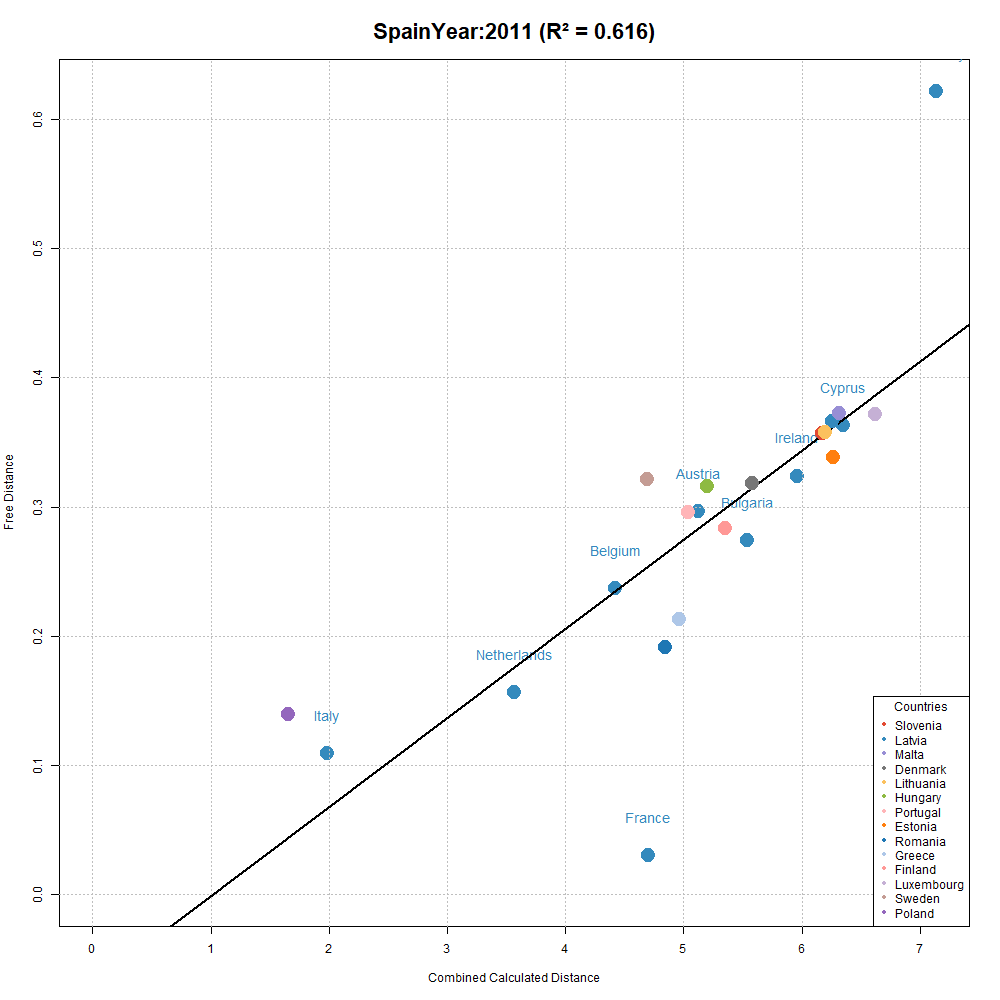 SpainYear:2011 (R² = 0.616)
0.6
0.5
0.4
0.3
0.2
0.1
0.0
Free Distance
Cyprus
Ireland
Austria
Bulgaria
Belgium
Netherlands
Italy
France
Countries
Slovenia
Latvia
Malta
Denmark
Lithuania
Hungary
Portugal
Estonia
Romania
Greece
Finland
Luxembourg
Sweden
Poland
0 1 2 3 4 5 6 7
Combined Calculated Distance